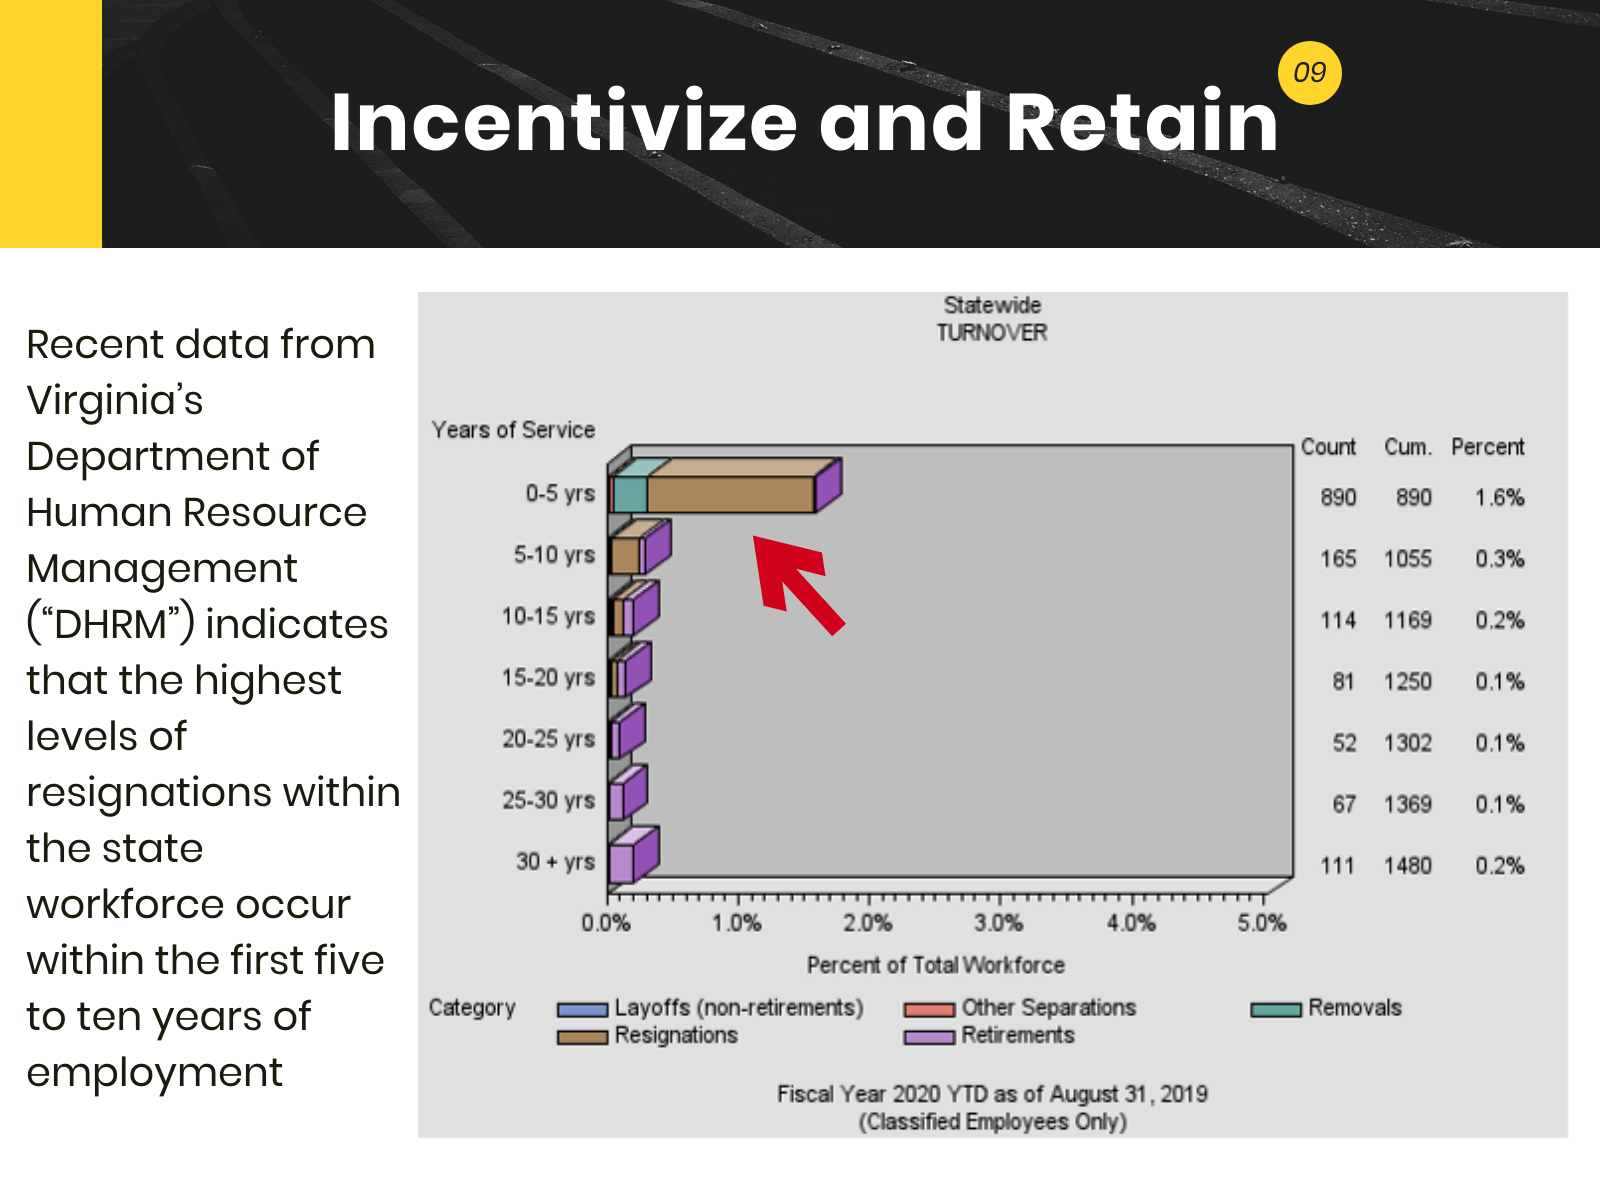 Incentivize and Retain
09
Recent data from
Virginia’s
Department of
Human Resource
Management
(“DHRM”) indicates
that the highest
levels of
resignations within
the state
workforce occur
within the first five
to ten years of
employment
Statewide
TURNOVER
Years of Service
Count Cum. Percent
0-5 yrs 890 890 1.6%
5-10 yrs 165 1055 0.3%
10-15 yrs 114 1169 0.2%
15-20 yrs 81 1250 0.1%
20-25 yrs 52 1302 0.1%
25-30 yrs 67 1369 0.1%
30 + yrs 111 1480 0.2%
0.0% 1.0% 2.0% 3.0% 4.0% 5.0%
Percent of Total Workforce
Category Layoffs (non-retirements) Other Separations Removals
Resignations Retirements
Fiscal Year 2020 YTD as of August 31, 2019
(Classified Employees Only)